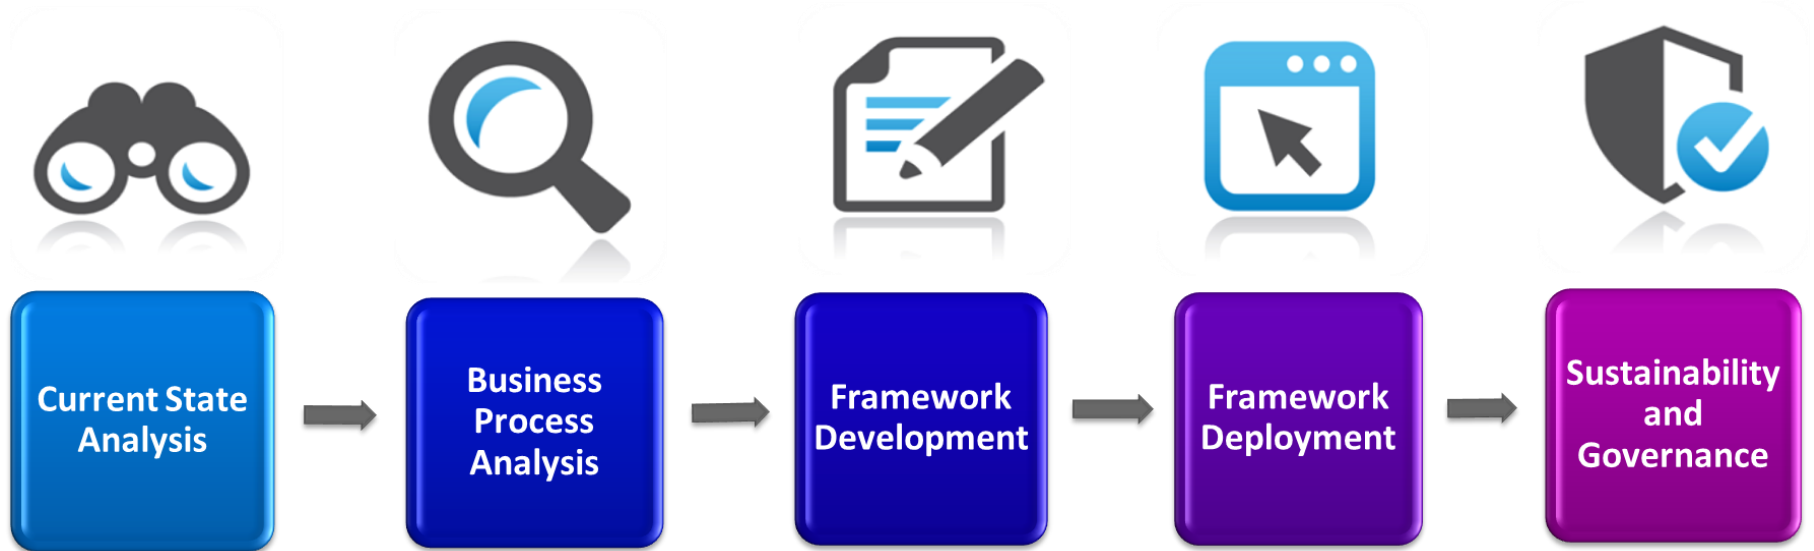 Current State
Analysis
Business
Process
Analysis
Framework
Development
Framework
Deployment
Sustainability
and
Governance